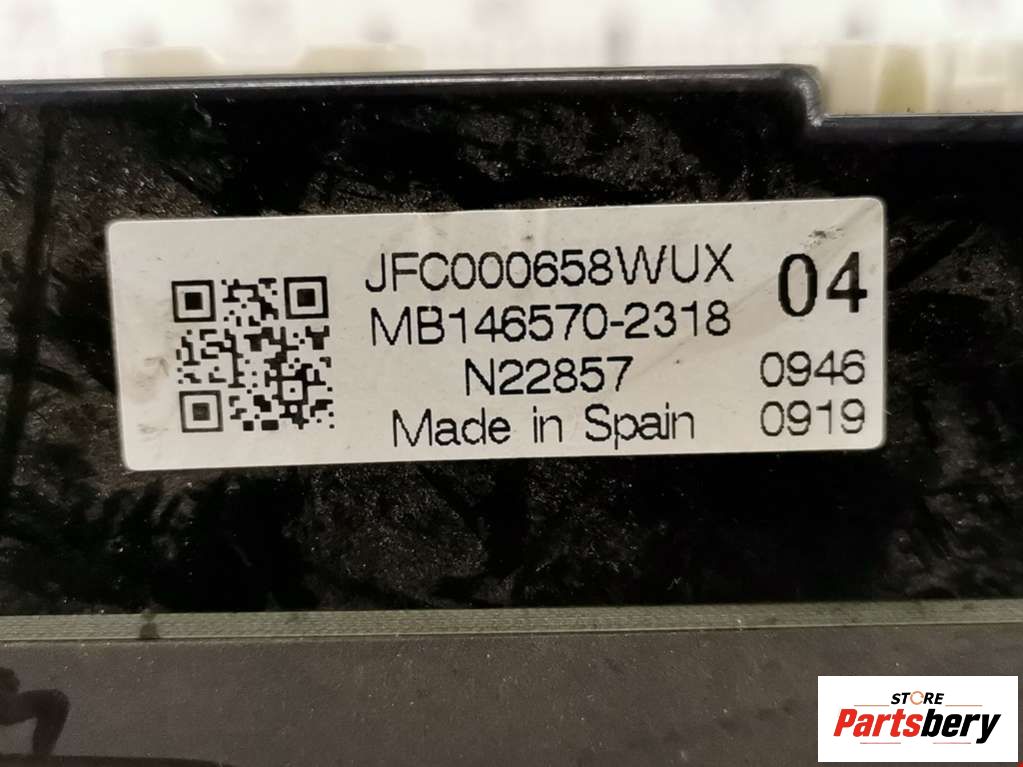 JFC000658WUX
04
MB146570-2318
N22857
0946
Made in Spain
0919
STORE
Partsbery